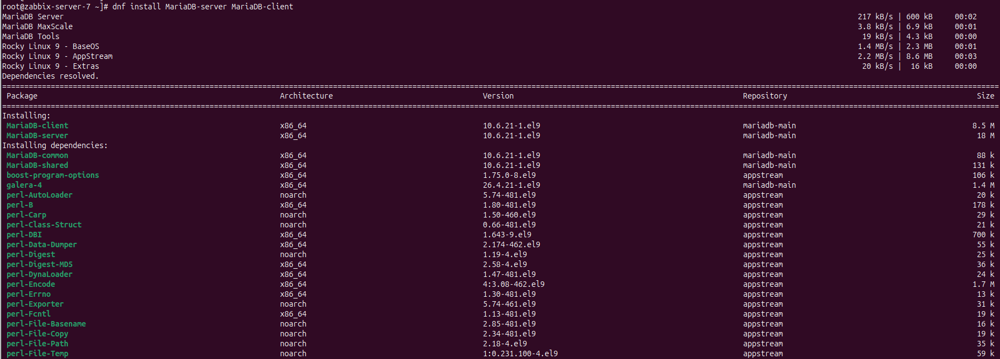 root@zabbix-server-7 ~]# dnf install MariaDB-server MariaDB-client
MariaDB Server 217 kB/s | 600 kB 00:02
MariaDB MaxScale 3.8 kB/s | 6.9 kB 00:01
MariaDB Tools 19 kB/s | 4.3 kB 00:00
Rocky Linux 9 - BaseOS 1.4 MB/s | 2.3 MB 00:01
Rocky Linux 9 - AppStream 2.2 MB/s | 8.6 MB 00:03
Rocky Linux 9 - Extras 20 kB/s | 16 kB 00:00
Dependencies resolved.
Package Architecture Version Repository Size
Installing:
MariaDB-client x86_64 10.6.21-1.el9 mariadb-main 8.5 M
MariaDB-server x86_64 10.6.21-1.el9 mariadb-main 18 M
Installing dependencies:
MariaDB-common x86_64 10.6.21-1.el9 mariadb-main 88 k
MariaDB-shared x86_64 10.6.21-1.el9 mariadb-main 131 k
boost-program-options x86_64 1.75.0-8.el9 appstream 106 k
galera-4 x86_64 26.4.21-1.el9 mariadb-main 1.4 M
perl-AutoLoader noarch 5.74-481.el9 appstream 20 k
perl-B x86_64 1.80-481.el9 appstream 178 k
perl-Carp noarch 1.50-460.el9 appstream 29 k
perl-Class-Struct noarch 0.66-481.el9 appstream 21 k
perl-DBI x86_64 1.643-9.el9 appstream 700 k
perl-Data-Dumper x86_64 2.174-462.el9 appstream 55 k
perl-Digest noarch 1.19-4.el9 appstream 25 k
perl-Digest-MD5 x86_64 2.58-4.el9 appstream 36 k
perl-DynaLoader x86_64 1.47-481.el9 appstream 24 k
perl-Encode x86_64 4:3.08-462.el9 appstream 1.7 M
perl-Errno x86_64 1.30-481.el9 appstream 13 k
perl-Exporter noarch 5.74-461.el9 appstream 31 k
perl-Fcntl x86_64 1.13-481.el9 appstream 19 k
perl-File-Basename noarch 2.85-481.el9 appstream 16 k
perl-File-Copy noarch 2.34-481.el9 appstream 19 k
perl-File-Path noarch 2.18-4.el9 appstream 35 k
perl-File-Temp noarch 1:0.231.100-4.el9 appstream 59 k